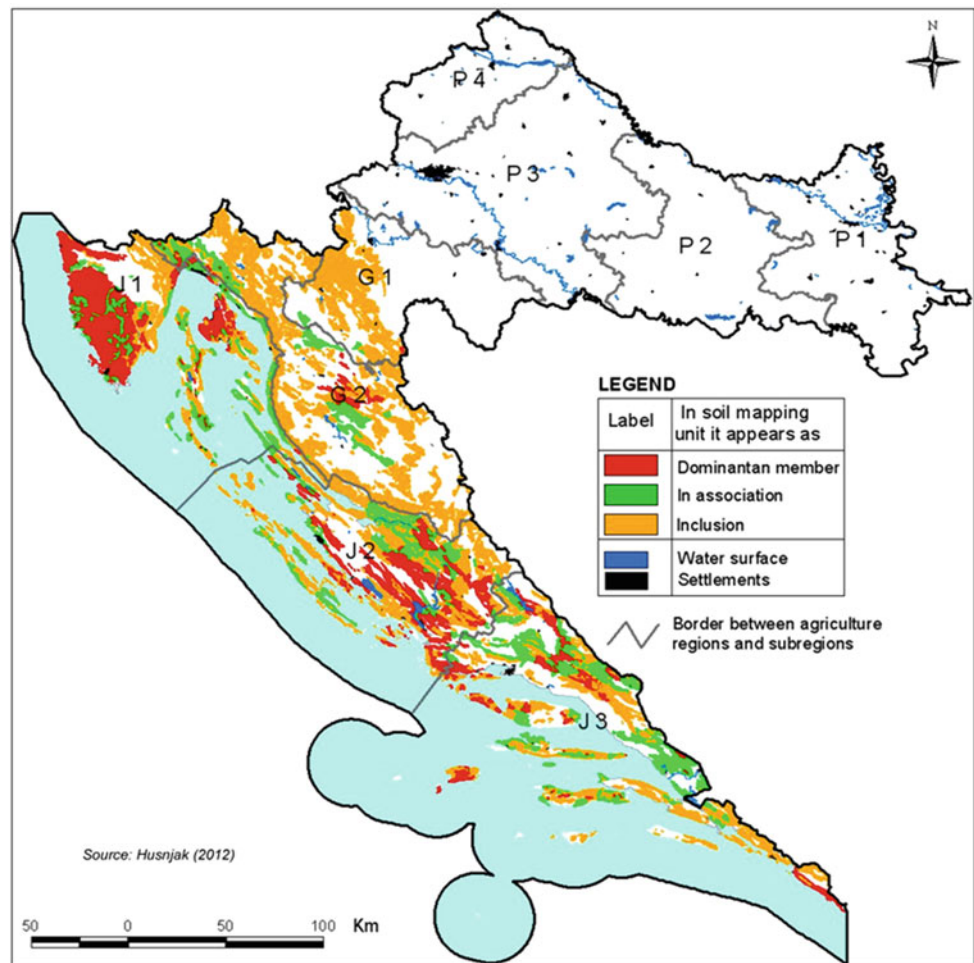 N
P 4
P 3
P 1
P 2
G 1
J 1
G 2
LEGEND
Label
In soil mapping
unit it appears as
Dominantan member
In association
Inclusion
Water surface
Settlements
Border between agriculture
regions and subregions
J 2
J 3
Source: Husnjak (2012)
50 0 50 100 Km